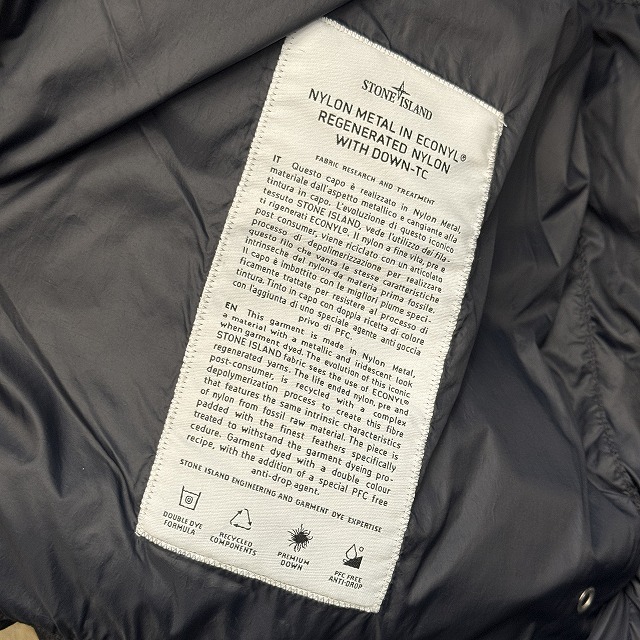 STONE ISLAND
NYLON METAL IN ECONYL®
REGENERATED NYLON
WITH DOWN-TC
FABRIC RESEARCH AND TREATMENT
IT Questo capo è realizzato in Nylon Metal,
materiale dall'aspetto metallico e cangiante alla
tintura in capo. L'evoluzione di questo iconico
tessuto STONE ISLAND, vede l'utilizzo dei fila-
ti rigenerati ECONYL®. Il nylon a fine vita, pre e
post consumer, viene riciclato con un articolato
processo di depolimerizzazione per realizzare
questo filo che vanta le stesse caratteristiche
intrinseche del nylon da materia prima fossile.
Il capo è imbottito con le migliori piume speci-
ficamente trattate per resistere al processo di
tintura. Tinto in capo con doppia ricetta di colore
con l'aggiunta di uno speciale agente anti goccia
privo di PFC.
EN This garment is made in Nylon Metal,
a material with a metallic and iridescent look
when garment dyed. The evolution of this iconic
STONE ISLAND fabric sees the use of ECONYL®
regenerated yarns. The life ended nylon, pre and
post-consumer, is recycled with a complex
depolymerization process to create this fibre
that features the same intrinsic characteristics
of nylon from fossil raw material. The piece is
padded with the finest feathers specifically
treated to withstand the garment dyeing pro-
cedure. Garment dyed with a double colour
recipe, with the addition of a special PFC free
anti-drop agent.
STONE ISLAND ENGINEERING AND GARMENT DYE EXPERTISE
DOUBLE DYE
FORMULA
RECYCLED
COMPONENTS
PREMIUM
DOWN
PFC FREE
ANTI-DROP